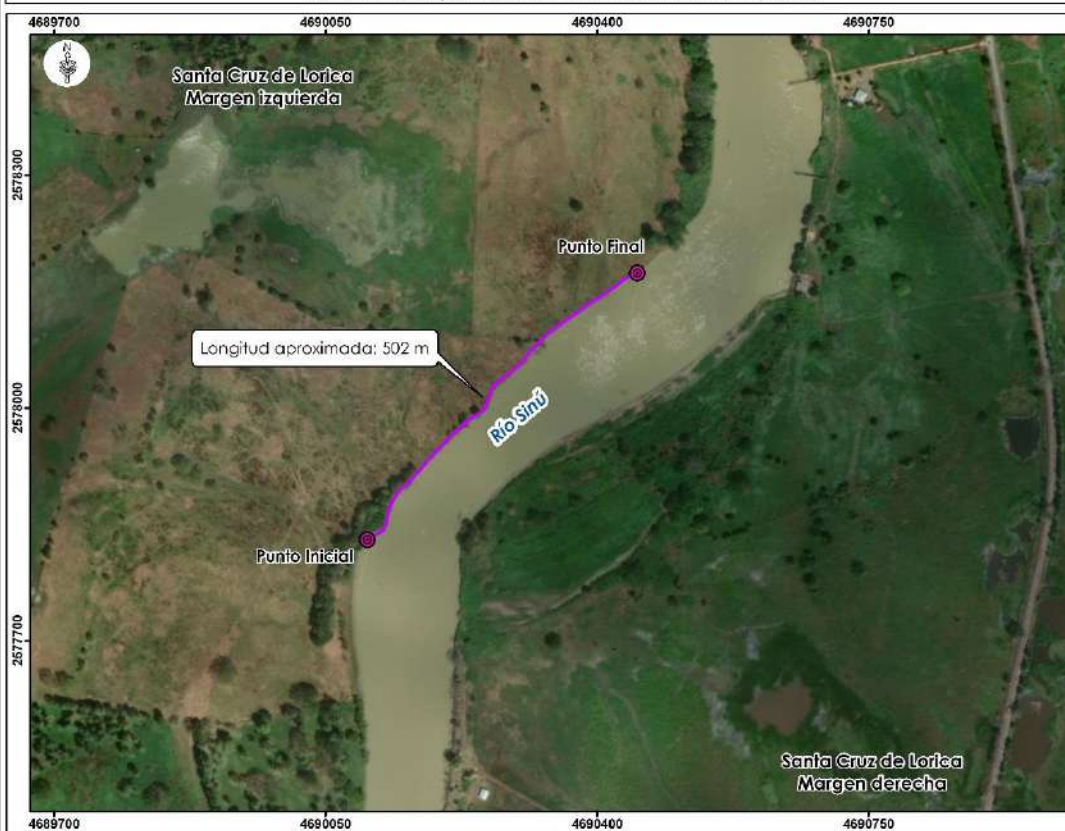 4689700 4690050 4690400 4690750
N
Santa Cruz de Lorica
Margen izquierda
2578300
Punto Final
Longitud aproximada: 502 m
2578000
Río Sinú
Punto Inicial
2577700
Santa Cruz de Lorica
Margen derecha
4689700 4690050 4690400 4690750